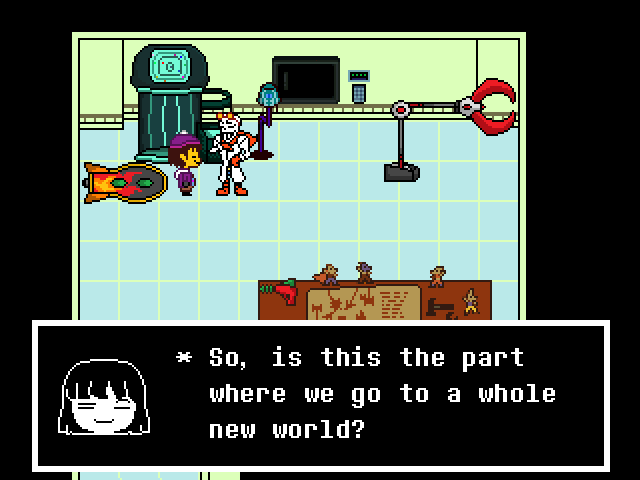 * So, is this the part
where we go to a whole
new world?